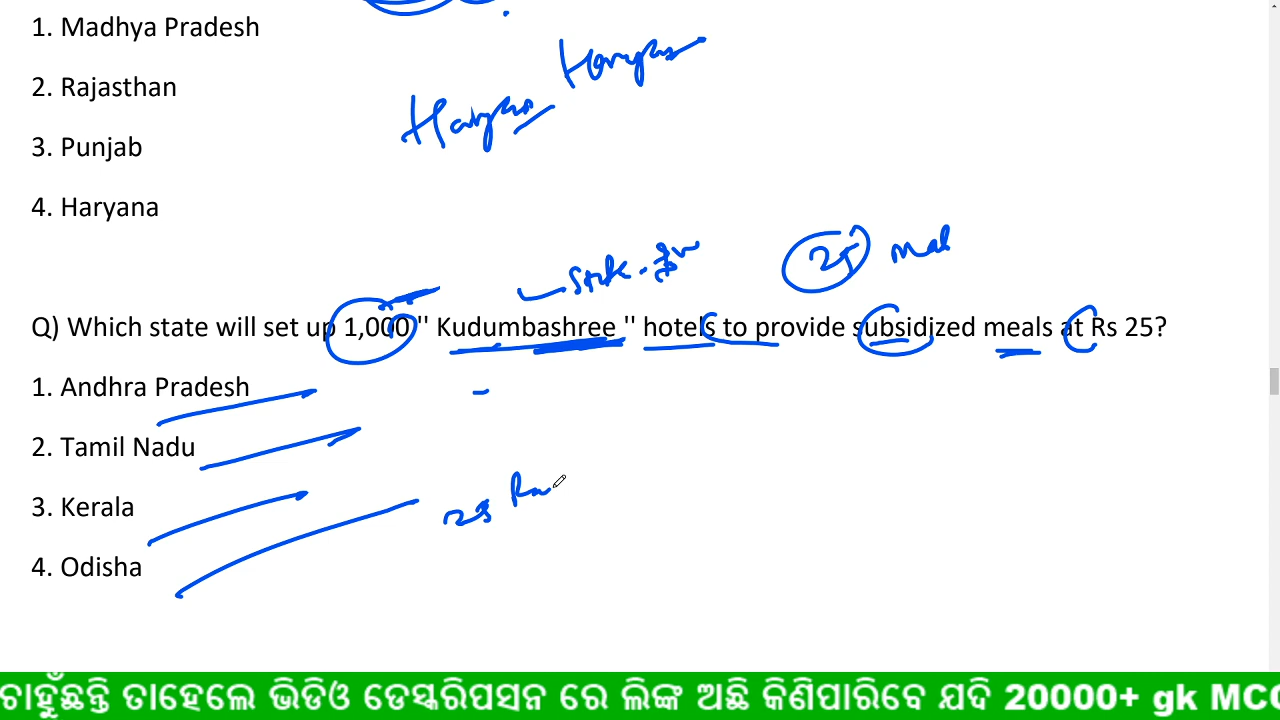 1. Madhya Pradesh
Haryana
2. Rajasthan
Haryana
3. Punjab
4. Haryana
25 meal
State.
Q) Which state will set up 1,000 " Kudumbashree " hotels to provide subsidized meals at Rs 25?
1. Andhra Pradesh
2. Tamil Nadu
3. Kerala
25
4. Odisha
ଚାହୁଁଛନ୍ତି ତାହେଲେ ଭିଡିଓ ଡେସ୍କରିପସନ ରେ ଲିଙ୍କ ଅଛି କିଣିପାରିବେ ଯଦି 20000+ gk MCQ